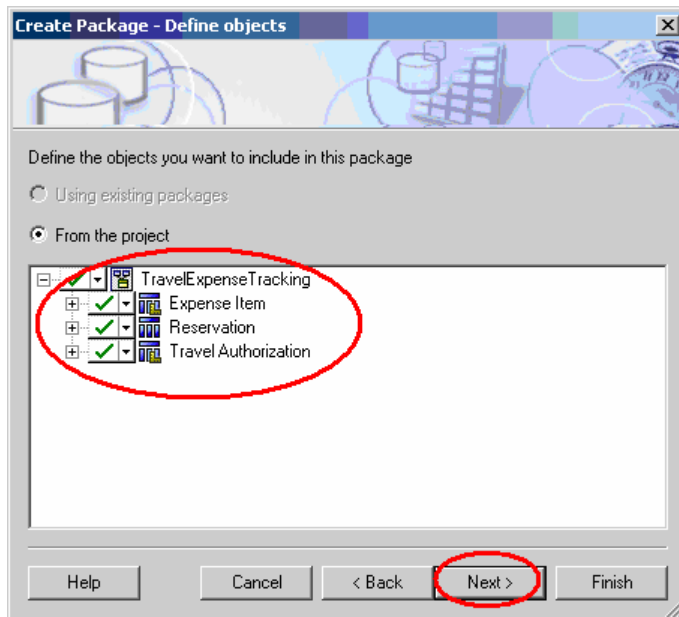 Create Package - Define objects
Define the objects you want to include in this package
Using existing packages
From the project
TravelExpenseTracking
Expense Item
Reservation
Travel Authorization
Help Cancel < Back Next > Finish